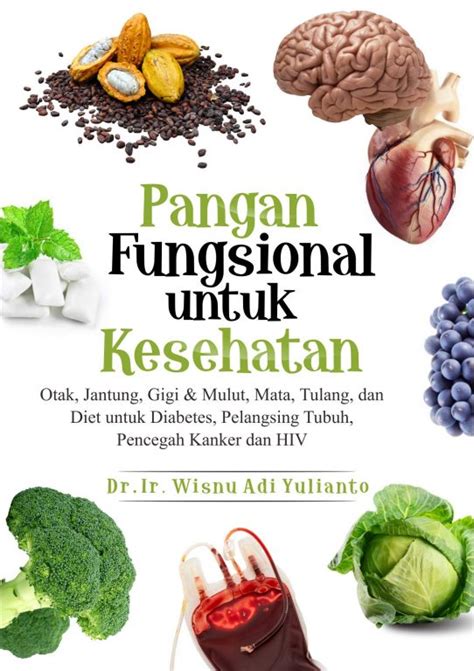 Pangan
Fungsional
untuk
Kesehatan
Otak, Jantung, Gigi & Mulut, Mata, Tulang, dan
Diet untuk Diabetes, Pelangsing Tubuh,
Pencegah Kanker dan HIV
Dr.Ir. Wisnu Adi Yulianto